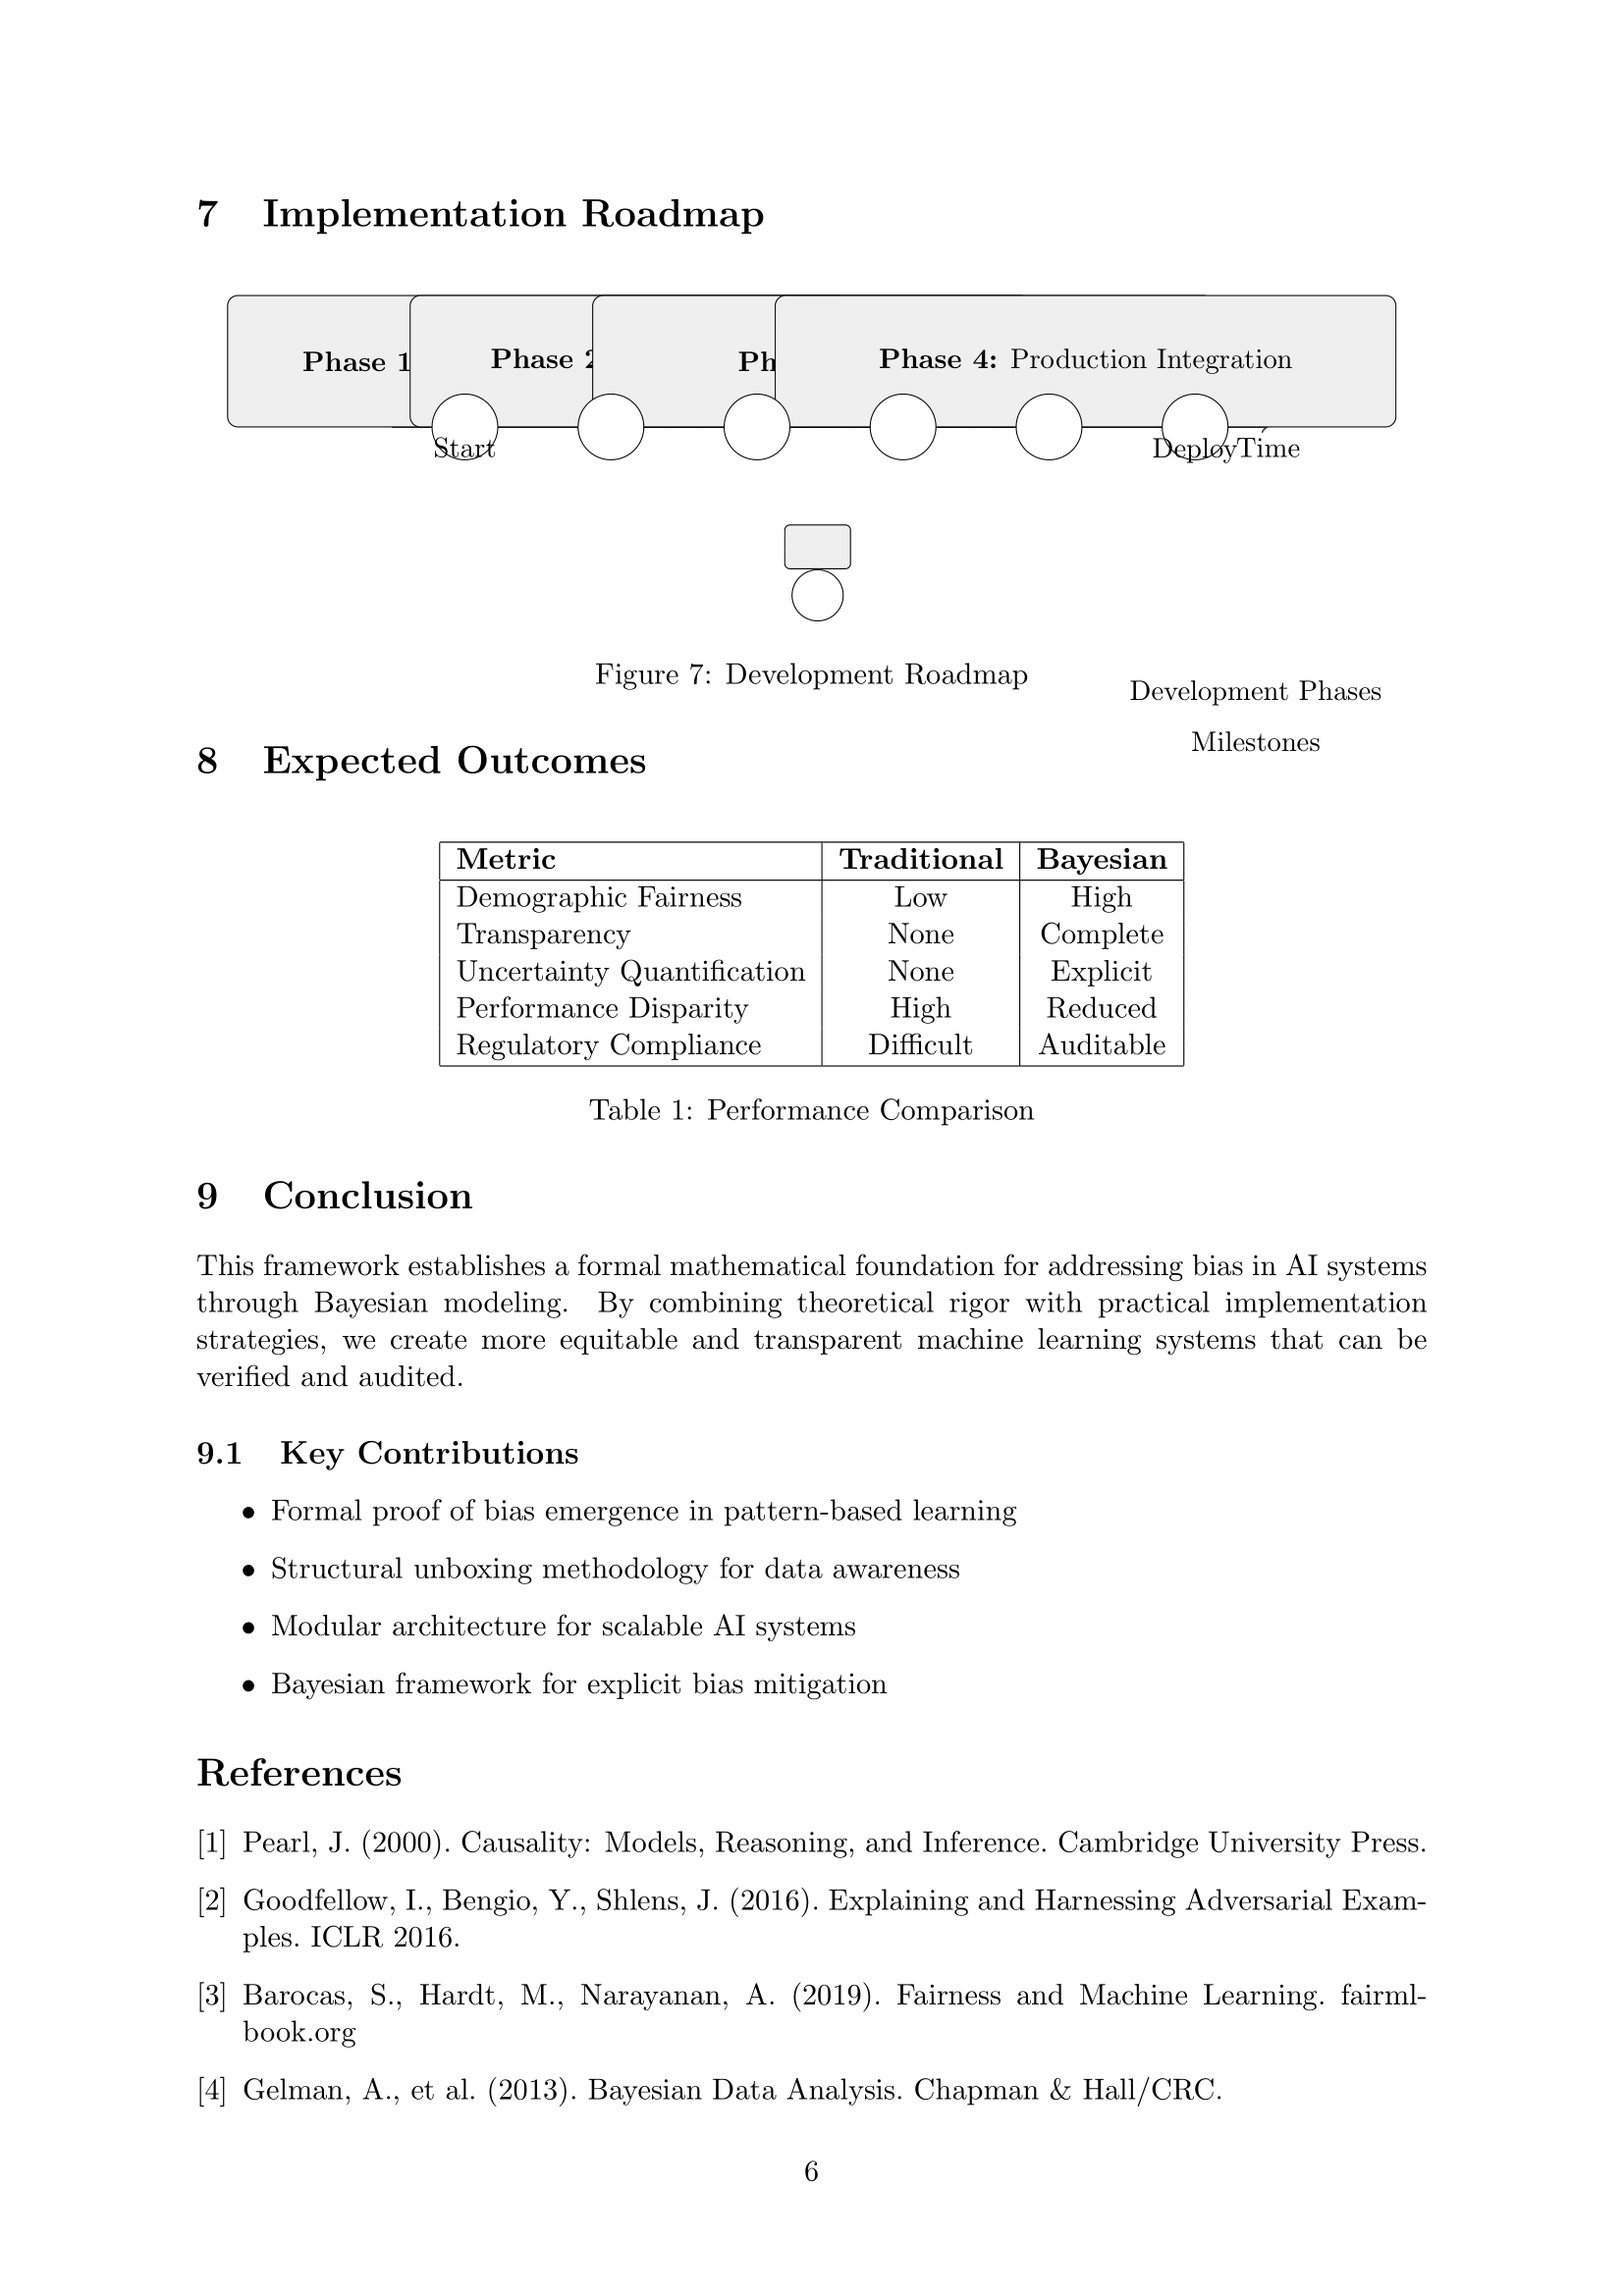 7 Implementation Roadmap
Phase 1
Phase 2
Ph
Phase 4: Production Integration
Start
DeployTime
Figure 7: Development Roadmap
Development Phases
Milestones
8 Expected Outcomes
Metric Traditional Bayesian
Demographic Fairness Low High
Transparency None Complete
Uncertainty Quantification None Explicit
Performance Disparity High Reduced
Regulatory Compliance Difficult Auditable
Table 1: Performance Comparison
9 Conclusion
This framework establishes a formal mathematical foundation for addressing bias in AI systems
through Bayesian modeling. By combining theoretical rigor with practical implementation
strategies, we create more equitable and transparent machine learning systems that can be
verified and audited.
9.1 Key Contributions
• Formal proof of bias emergence in pattern-based learning
• Structural unboxing methodology for data awareness
• Modular architecture for scalable AI systems
• Bayesian framework for explicit bias mitigation
References
[1] Pearl, J. (2000). Causality: Models, Reasoning, and Inference. Cambridge University Press.
[2] Goodfellow, I., Bengio, Y., Shlens, J. (2016). Explaining and Harnessing Adversarial Exam-
ples. ICLR 2016.
[3] Barocas, S., Hardt, M., Narayanan, A. (2019). Fairness and Machine Learning. fairml-
book.org
[4] Gelman, A., et al. (2013). Bayesian Data Analysis. Chapman & Hall/CRC.
6